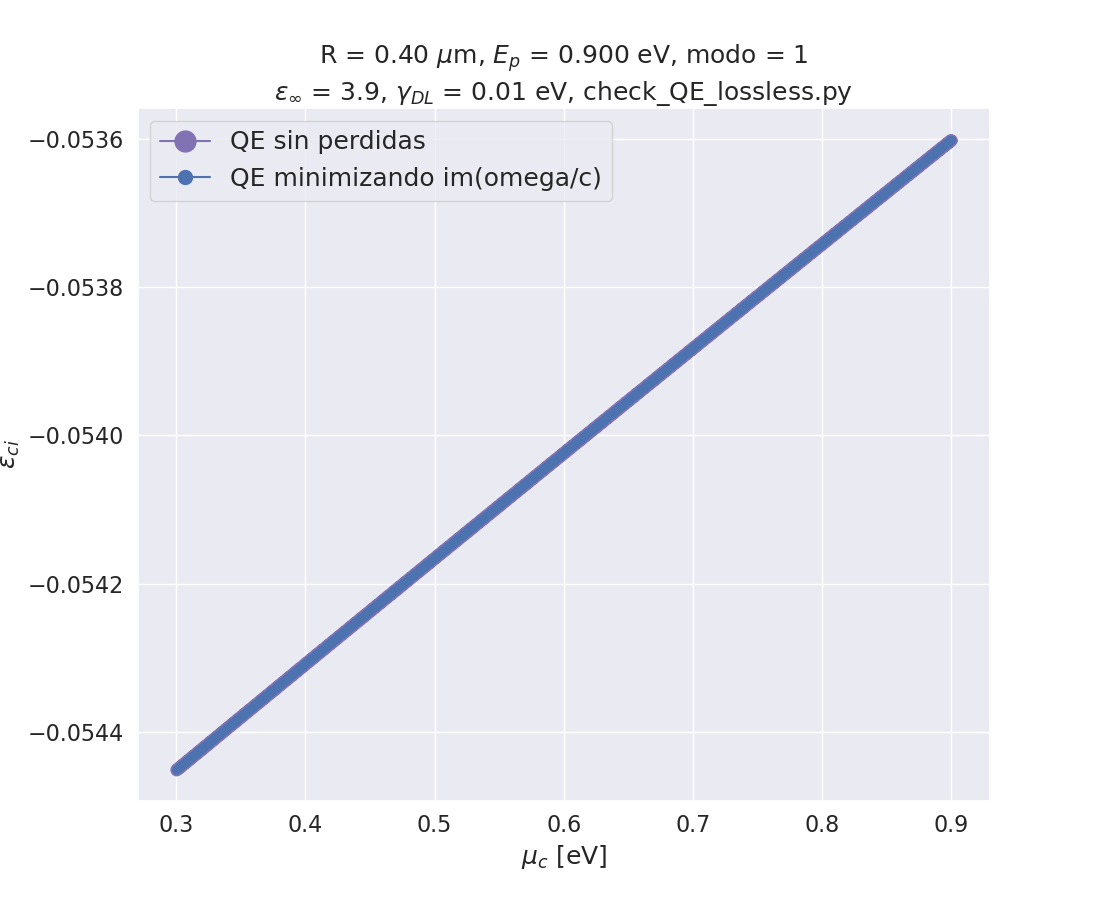 R = 0.40 μm, E_p = 0.900 eV, modo = 1
ε_∞ = 3.9, γ_DL = 0.01 eV, check_QE_lossless.py
QE sin perdidas
QE minimizando im(omega/c)
−0.0536
−0.0538
−0.0540
−0.0542
−0.0544
ε_ci
0.3 0.4 0.5 0.6 0.7 0.8 0.9
μ_c [eV]